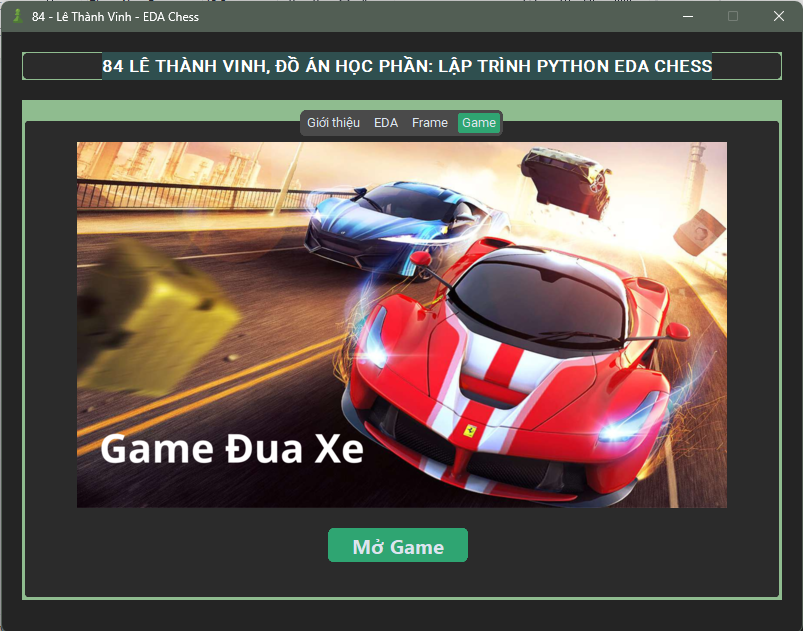 84 - Lê Thành Vinh - EDA Chess
84 LÊ THÀNH VINH, ĐỒ ÁN HỌC PHẦN: LẬP TRÌNH PYTHON EDA CHESS
Giới thiệu EDA Frame Game
Game Đua Xe
Mở Game